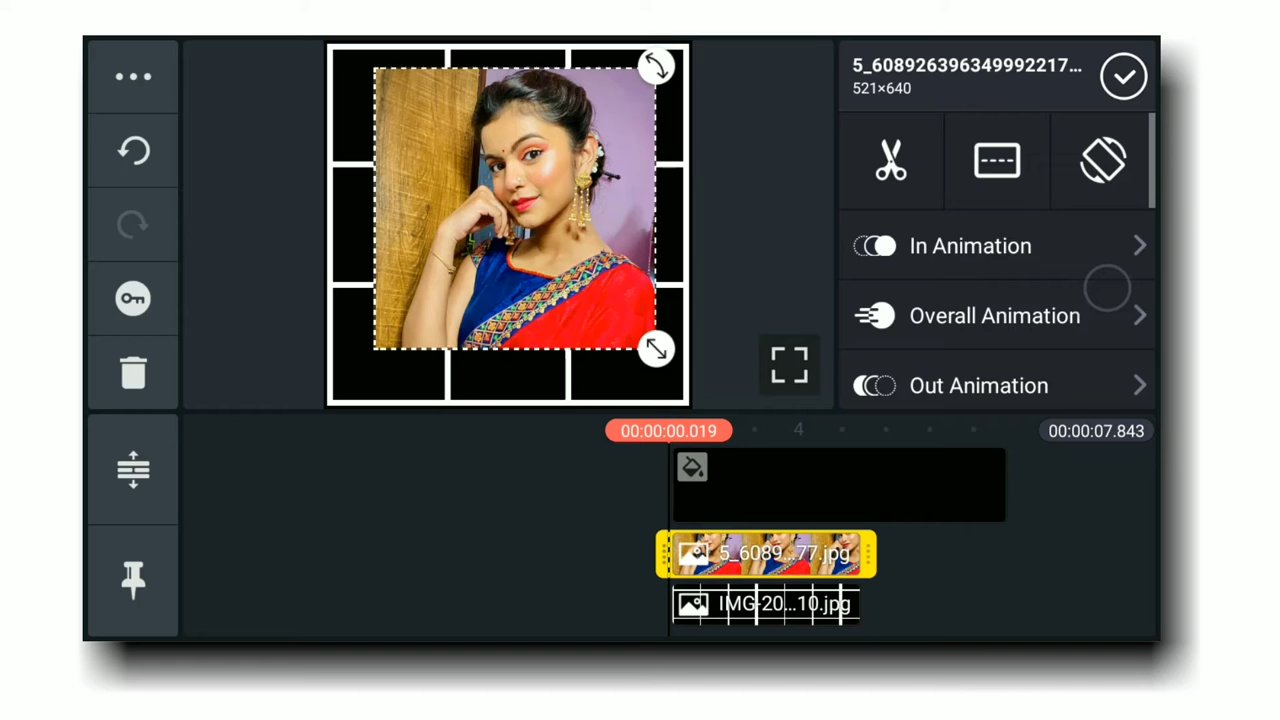 5_608926396349992217...
521×640
In Animation
Overall Animation
Out Animation
00:00:00.019
4
00:00:07.843
5_6089...77.jpg
IMG-20...10.jpg